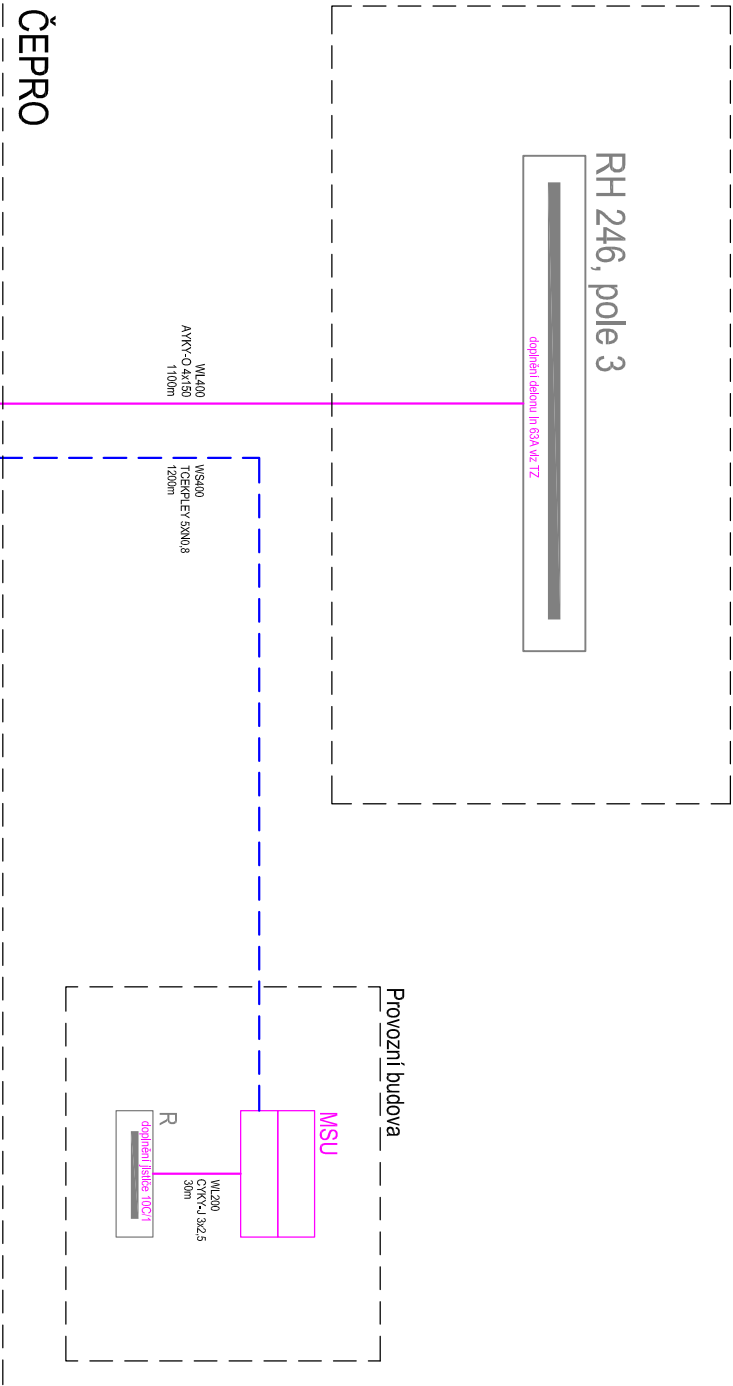 ČEPRO
RH 246, pole 3
doplnění deionu In 63A viz TZ
WL400
AYKY-O 4x150
1100m
WS400
TCEKPLEY 5XN0,8
1200m
Provozní budova
MSU
WL200
CYKY-J 3x2,5
30m
R
doplnění jističe 10C/1